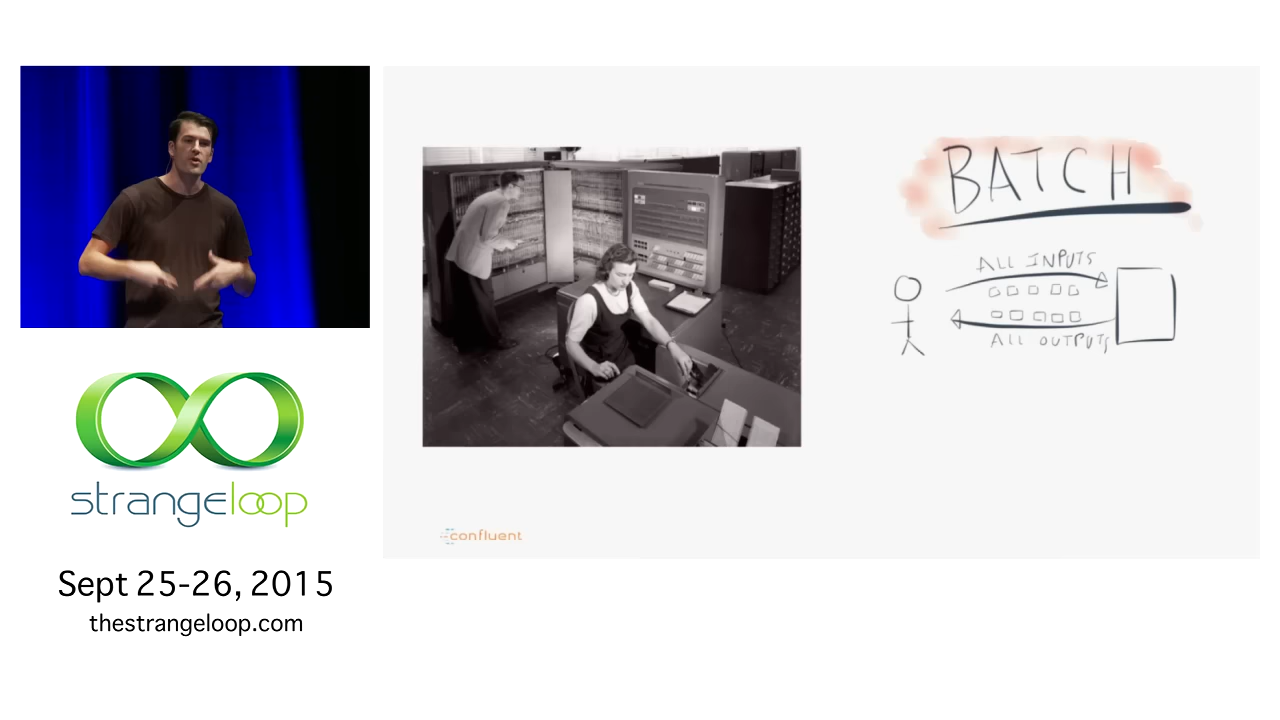 strangeloop
Sept 25-26, 2015
thestrangeloop.com
BATCH
ALL INPUTS
ALL OUTPUTS
confluent